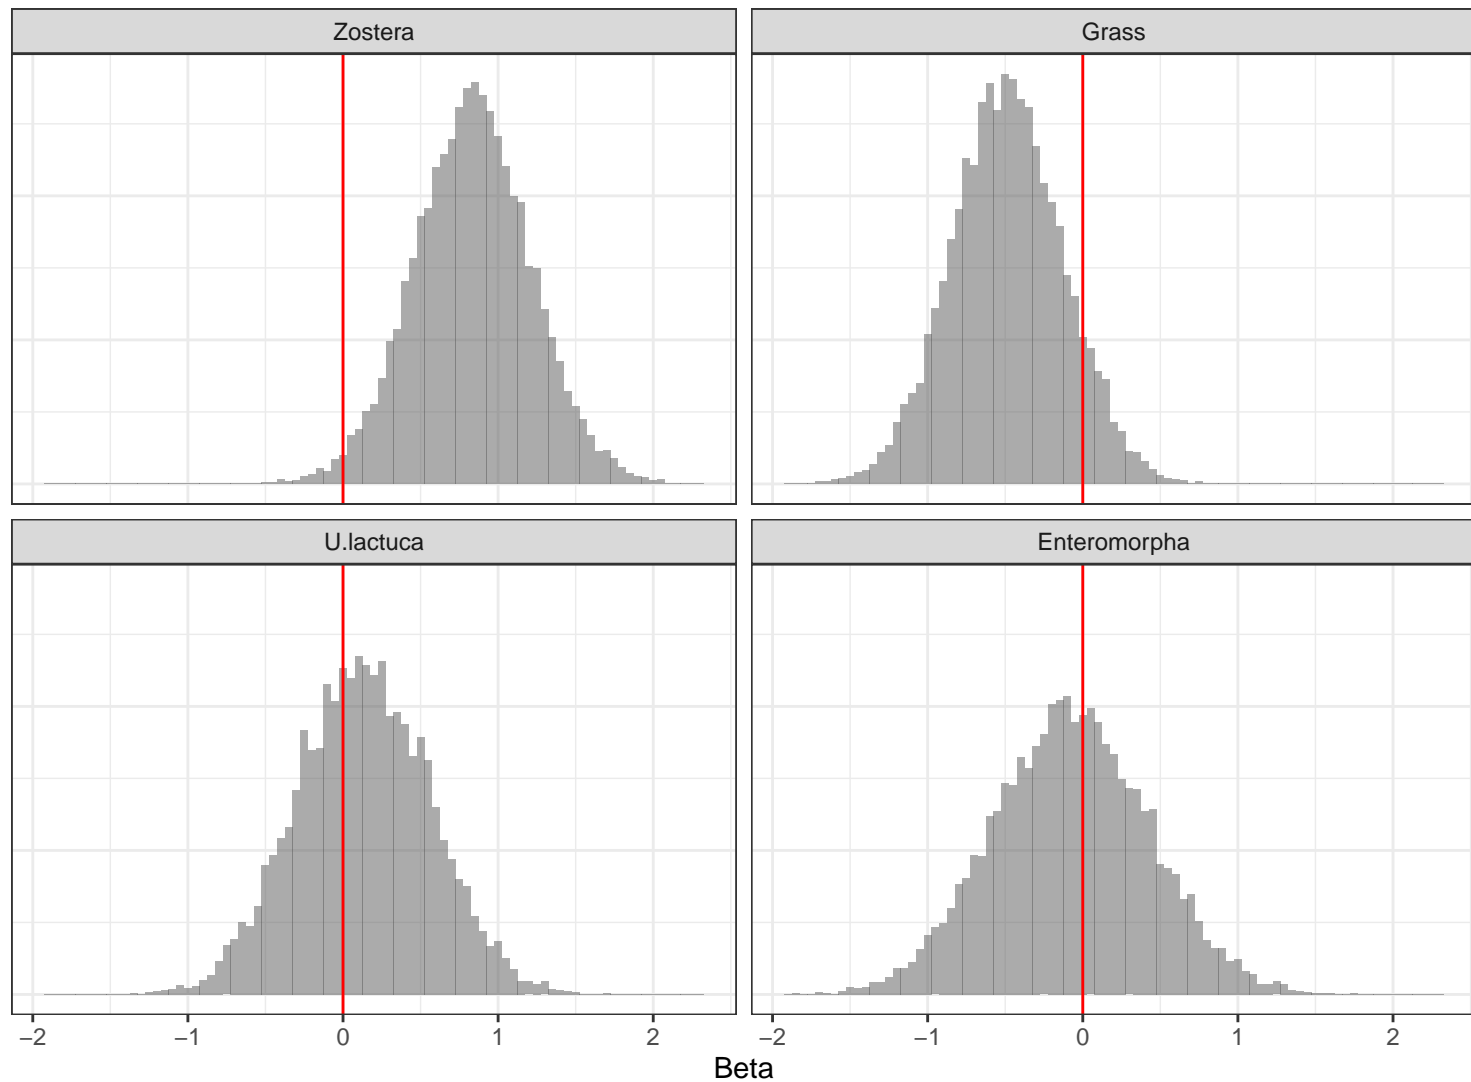 Zostera
Grass
U.lactuca
Enteromorpha
−2 −1 0 1 2 −2 −1 0 1 2
Beta